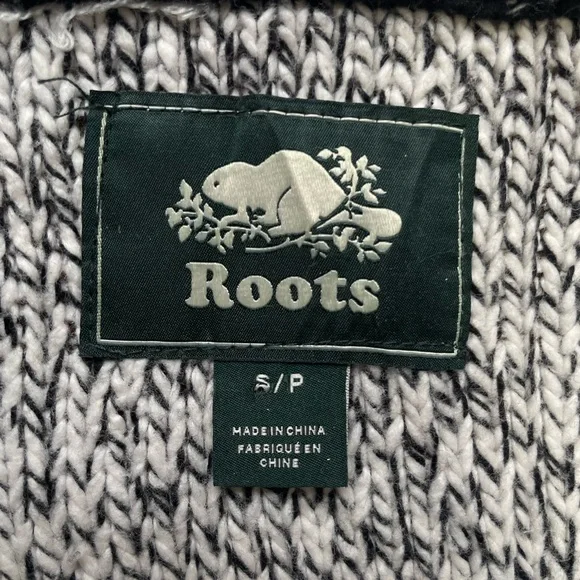 Roots
S/P
MADE IN CHINA
FABRIQUÉ EN
CHINE